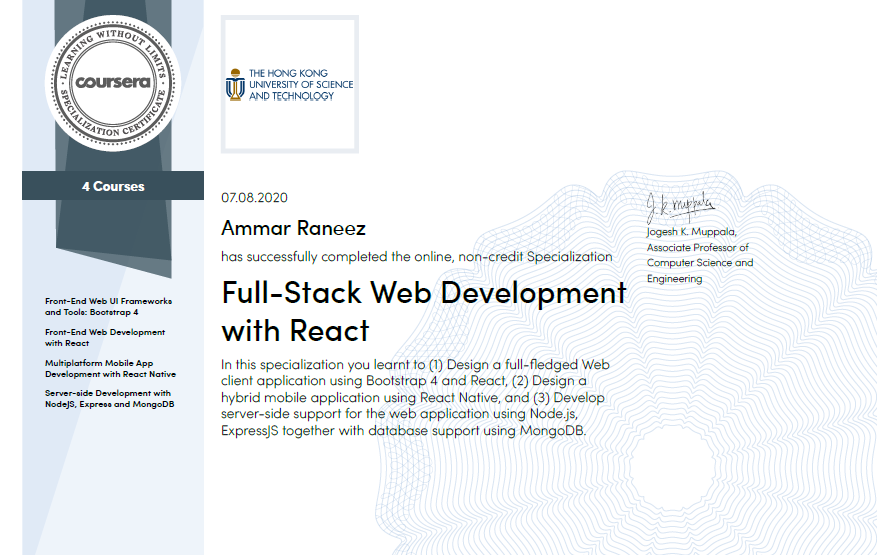 LEARNING WITHOUT LIMITS
coursera
SPECIALIZATION CERTIFICATE
4 Courses
Front-End Web UI Frameworks
and Tools: Bootstrap 4
Front-End Web Development
with React
Multiplatform Mobile App
Development with React Native
Server-side Development with
NodeJS, Express and MongoDB
THE HONG KONG
UNIVERSITY OF SCIENCE
AND TECHNOLOGY
07.08.2020
Ammar Raneez
has successfully completed the online, non-credit Specialization
Full-Stack Web Development
with React
In this specialization you learnt to (1) Design a full-fledged Web
client application using Bootstrap 4 and React, (2) Design a
hybrid mobile application using React Native, and (3) Develop
server-side support for the web application using Node.js,
ExpressJS together with database support using MongoDB.
J. K. Muppala
Jogesh K. Muppala,
Associate Professor of
Computer Science and
Engineering